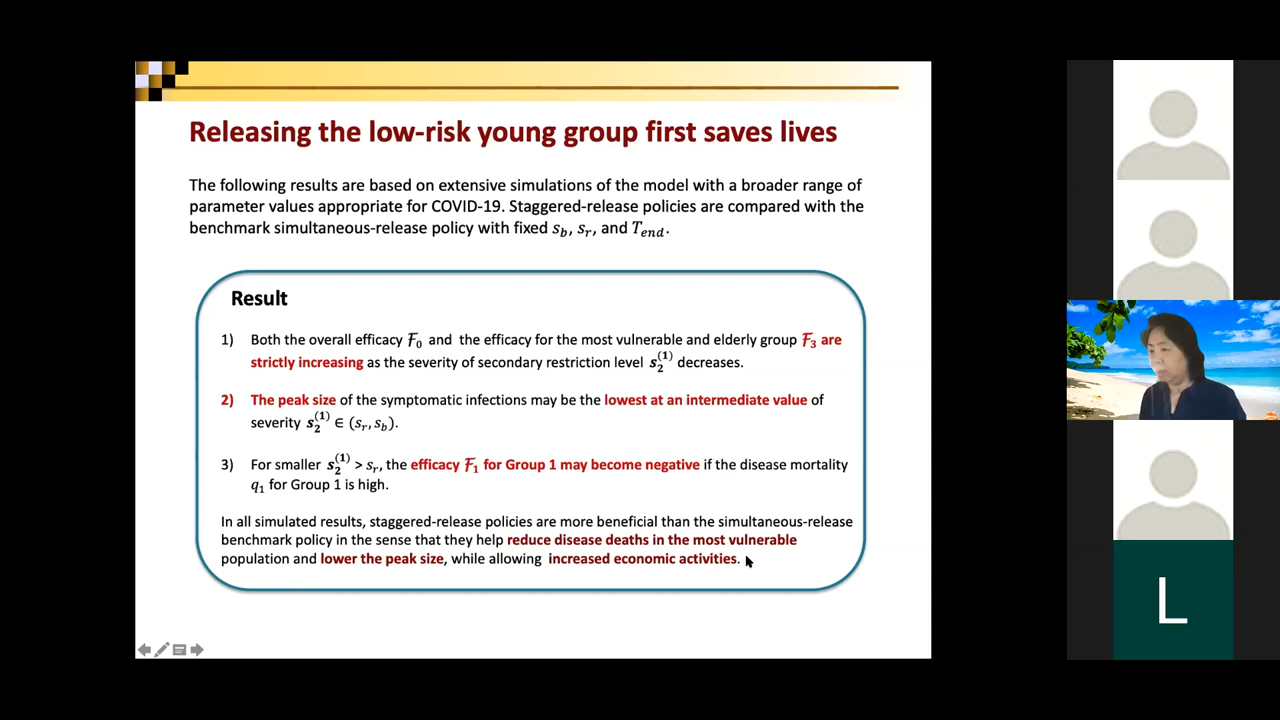 Releasing the low-risk young group first saves lives
The following results are based on extensive simulations of the model with a broader range of
parameter values appropriate for COVID-19. Staggered-release policies are compared with the
benchmark simultaneous-release policy with fixed s_b, s_r, and T_end.
Result
1) Both the overall efficacy ℱ_0 and the efficacy for the most vulnerable and elderly group ℱ_3 are
strictly increasing as the severity of secondary restriction level s_2^(1) decreases.
2) The peak size of the symptomatic infections may be the lowest at an intermediate value of
severity s_2^(1) ∈ (s_r, s_b).
3) For smaller s_2^(1) > s_r, the efficacy ℱ_1 for Group 1 may become negative if the disease mortality
q_1 for Group 1 is high.
In all simulated results, staggered-release policies are more beneficial than the simultaneous-release
benchmark policy in the sense that they help reduce disease deaths in the most vulnerable
population and lower the peak size, while allowing increased economic activities.
L